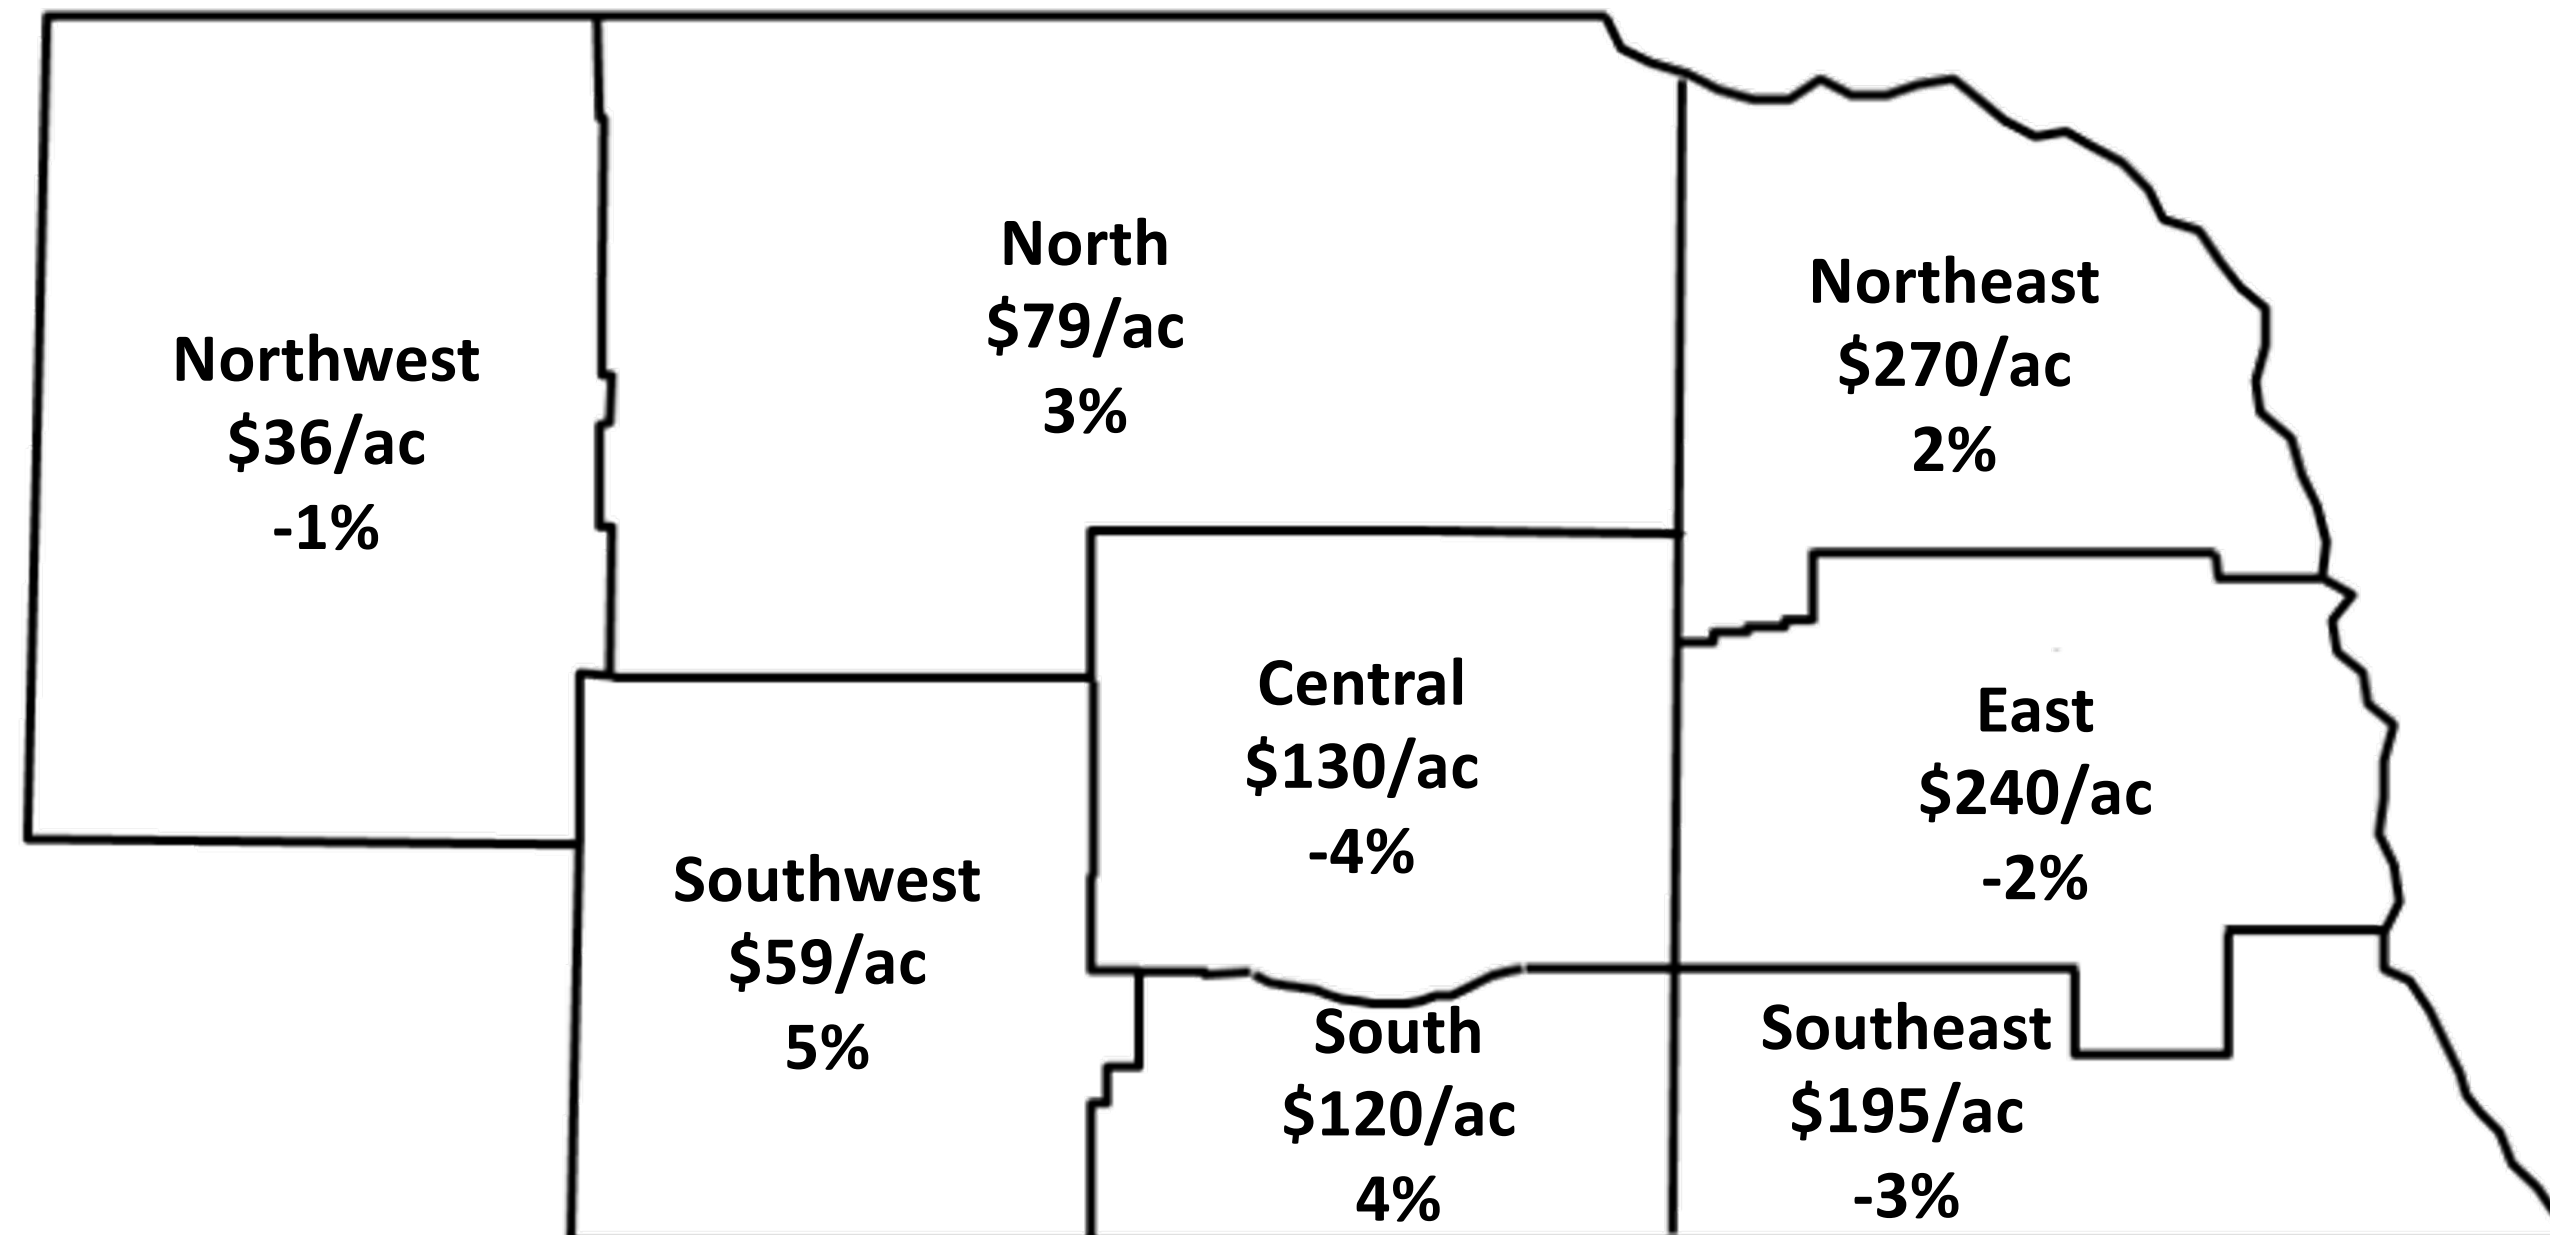 Northwest
$36/ac
-1%
North
$79/ac
3%
Northeast
$270/ac
2%
Central
$130/ac
-4%
East
$240/ac
-2%
Southwest
$59/ac
5%
South
$120/ac
4%
Southeast
$195/ac
-3%